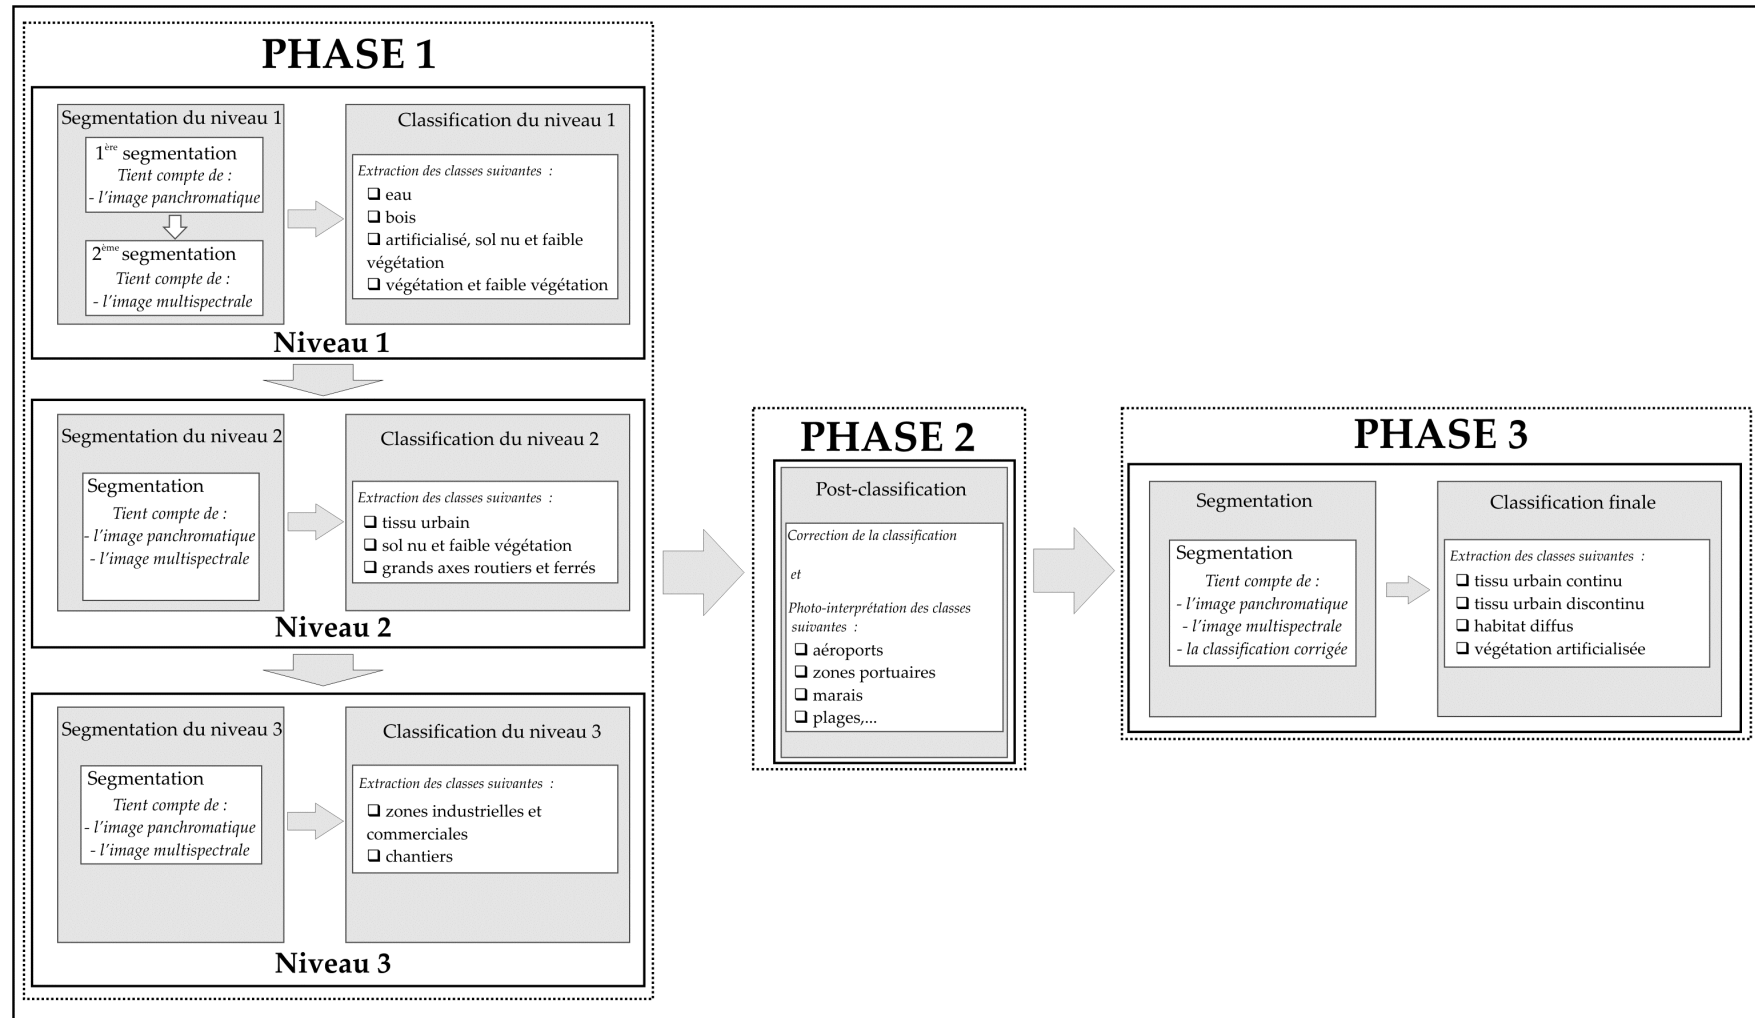 PHASE 1
Segmentation du niveau 1
1ère segmentation
Tient compte de :
- l'image panchromatique
2ème segmentation
Tient compte de :
- l'image multispectrale
Classification du niveau 1
Extraction des classes suivantes :
❑ eau
❑ bois
❑ artificialisé, sol nu et faible
végétation
❑ végétation et faible végétation
Niveau 1
Segmentation du niveau 2
Segmentation
Tient compte de :
- l'image panchromatique
- l'image multispectrale
Classification du niveau 2
Extraction des classes suivantes :
❑ tissu urbain
❑ sol nu et faible végétation
❑ grands axes routiers et ferrés
Niveau 2
Segmentation du niveau 3
Segmentation
Tient compte de :
- l'image panchromatique
- l'image multispectrale
Classification du niveau 3
Extraction des classes suivantes :
❑ zones industrielles et
commerciales
❑ chantiers
Niveau 3
PHASE 2
Post-classification
Correction de la classification
et
Photo-interprétation des classes
suivantes :
❑ aéroports
❑ zones portuaires
❑ marais
❑ plages,...
PHASE 3
Segmentation
Segmentation
Tient compte de :
- l'image panchromatique
- l'image multispectrale
- la classification corrigée
Classification finale
Extraction des classes suivantes :
❑ tissu urbain continu
❑ tissu urbain discontinu
❑ habitat diffus
❑ végétation artificialisée